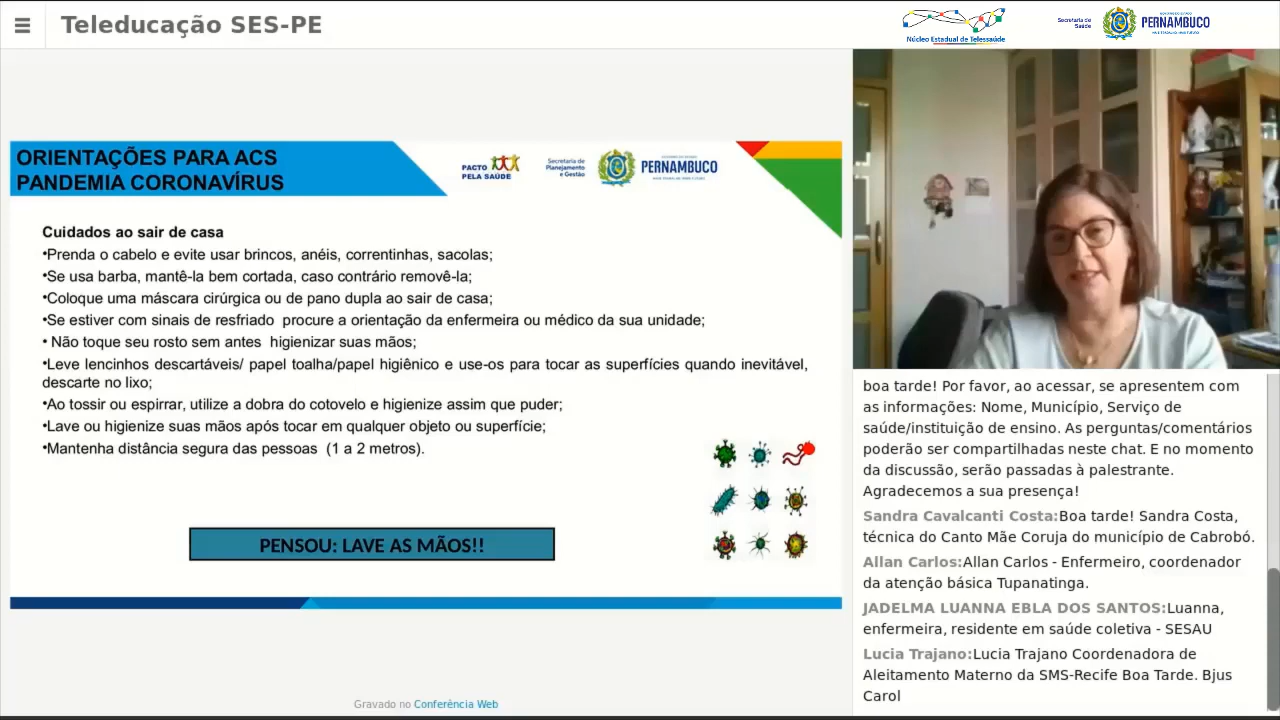 Teleducação SES-PE
Núcleo Estadual de Telessaúde
Secretaria de
Saúde
PERNAMBUCO
ORIENTAÇÕES PARA ACS
PANDEMIA CORONAVÍRUS
PACTO
PELA SAÚDE
Secretaria de
Planejamento
e Gestão
PERNAMBUCO
Cuidados ao sair de casa
•Prenda o cabelo e evite usar brincos, anéis, correntinhas, sacolas;
•Se usa barba, mantê-la bem cortada, caso contrário removê-la;
•Coloque uma máscara cirúrgica ou de pano dupla ao sair de casa;
•Se estiver com sinais de resfriado procure a orientação da enfermeira ou médico da sua unidade;
• Não toque seu rosto sem antes higienizar suas mãos;
•Leve lencinhos descartáveis/ papel toalha/papel higiênico e use-os para tocar as superfícies quando inevitável,
descarte no lixo;
•Ao tossir ou espirrar, utilize a dobra do cotovelo e higienize assim que puder;
•Lave ou higienize suas mãos após tocar em qualquer objeto ou superfície;
•Mantenha distância segura das pessoas (1 a 2 metros).
PENSOU: LAVE AS MÃOS!!
Gravado no Conferência Web
boa tarde! Por favor, ao acessar, se apresentem com
as informações: Nome, Município, Serviço de
saúde/instituição de ensino. As perguntas/comentários
poderão ser compartilhadas neste chat. E no momento
da discussão, serão passadas à palestrante.
Agradecemos a sua presença!
Sandra Cavalcanti Costa:Boa tarde! Sandra Costa,
técnica do Canto Mãe Coruja do município de Cabrobó.
Allan Carlos:Allan Carlos - Enfermeiro, coordenador
da atenção básica Tupanatinga.
JADELMA LUANNA EBLA DOS SANTOS:Luanna,
enfermeira, residente em saúde coletiva - SESAU
Lucia Trajano:Lucia Trajano Coordenadora de
Aleitamento Materno da SMS-Recife Boa Tarde. Bjus
Carol